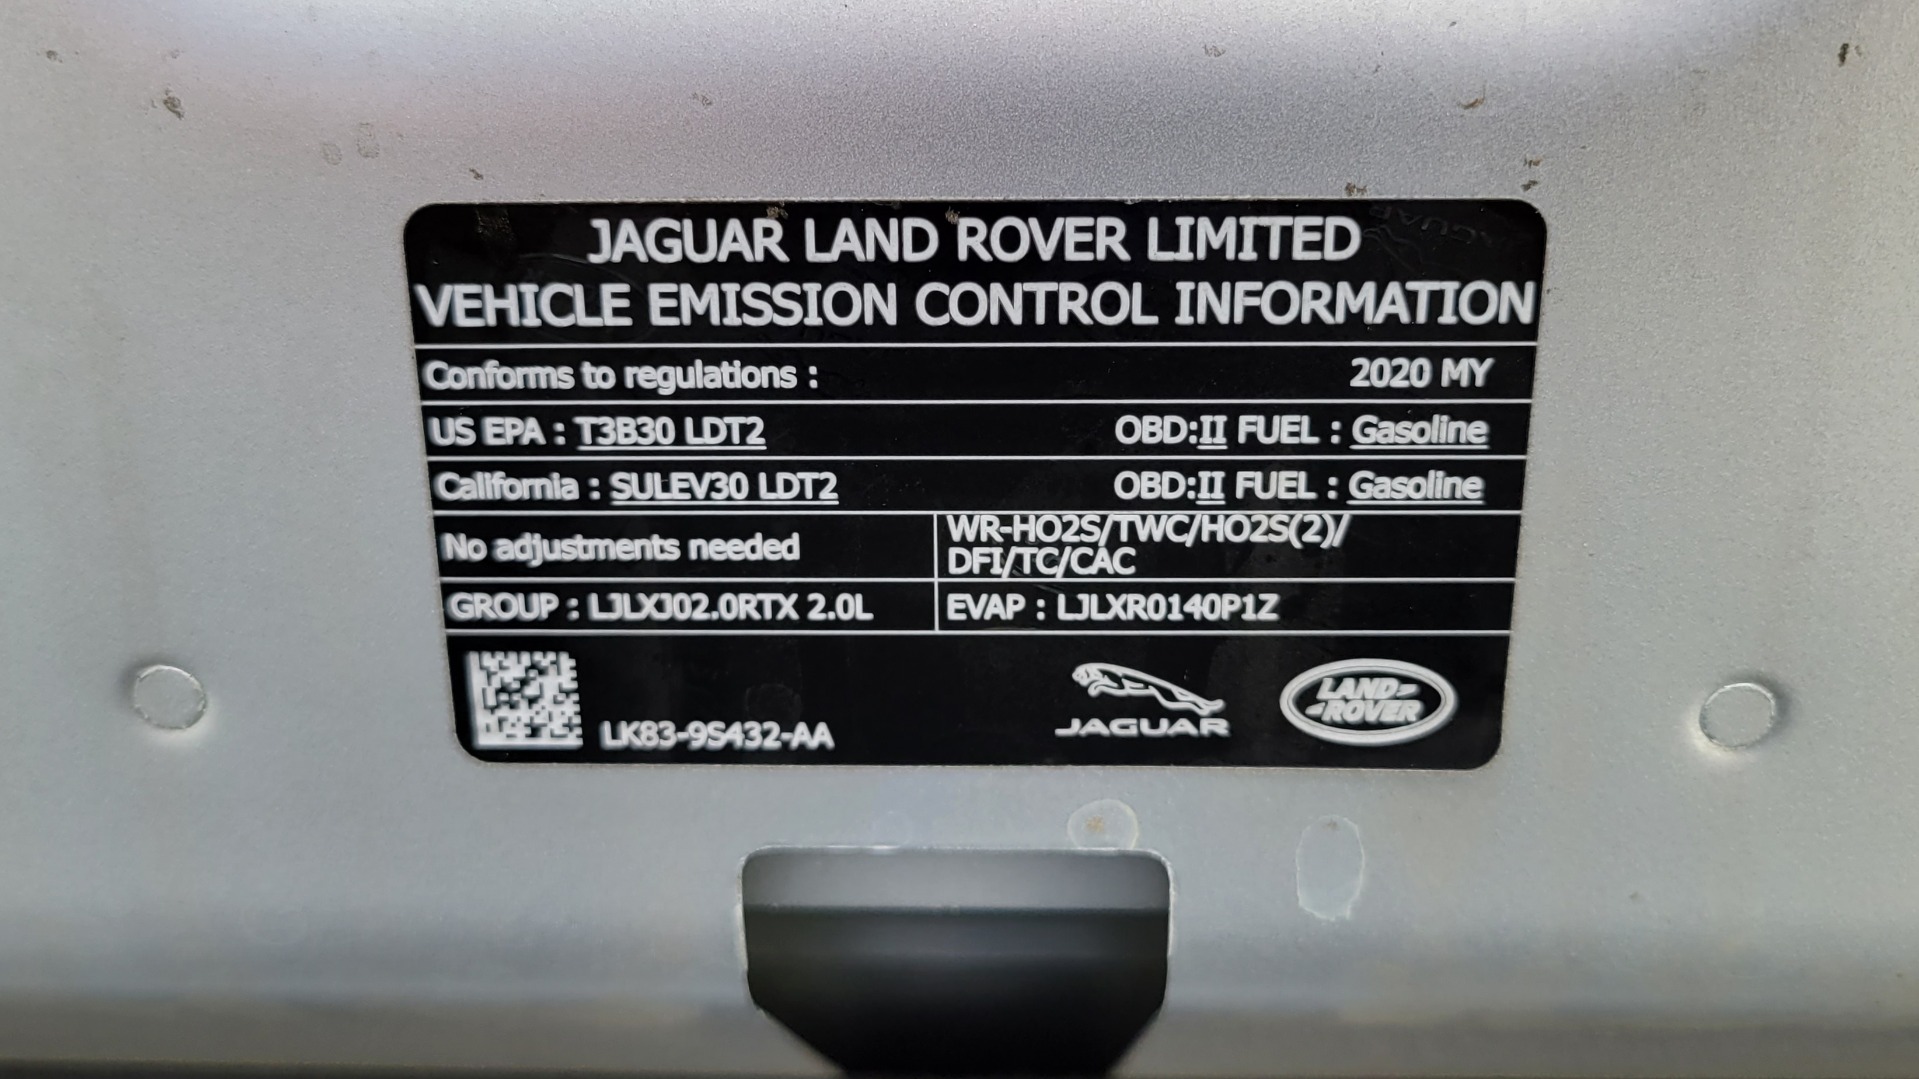 JAGUAR LAND ROVER LIMITED
VEHICLE EMISSION CONTROL INFORMATION
Conforms to regulations : 2020 MY
US EPA : T3B30 LDT2 OBD:II FUEL : Gasoline
California : SULEV30 LDT2 OBD:II FUEL : Gasoline
No adjustments needed
WR-HO2S/TWC/HO2S(2)/
DFI/TC/CAC
GROUP : LJLXJ02.0RTX 2.0L EVAP : LJLXR0140P1Z
LK83-9S432-AA
JAGUAR
LAND-
-ROVER